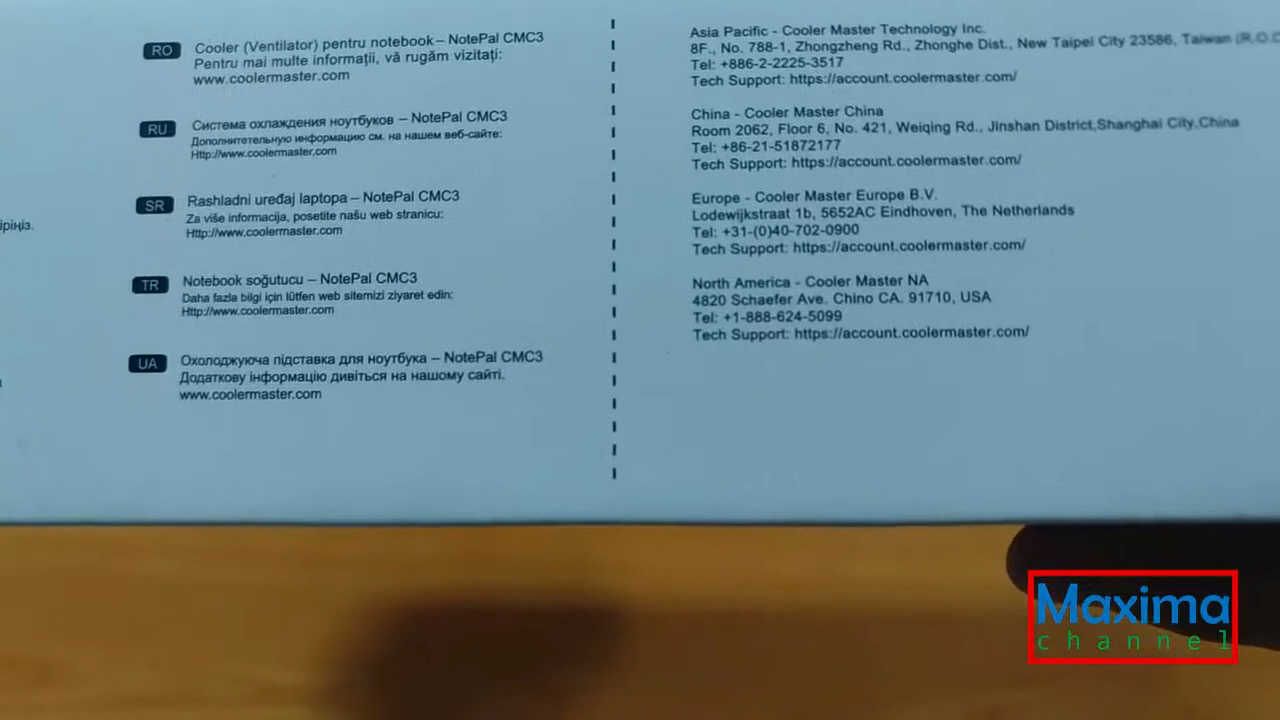 RO
Cooler (Ventilator) pentru notebook – NotePal CMC3
Pentru mai multe informații, vă rugăm vizitați:
www.coolermaster.com
RU
Система охлаждения ноутбуков – NotePal CMC3
Дополнительную информацию см. на нашем веб-сайте:
Http://www.coolermaster.com
SR
Rashladni uređaj laptopa – NotePal CMC3
Za više informacija, posetite našu web stranicu:
Http://www.coolermaster.com
TR
Notebook soğutucu – NotePal CMC3
Daha fazla bilgi için lütfen web sitemizi ziyaret edin:
Http://www.coolermaster.com
UA
Охолоджуюча підставка для ноутбука – NotePal CMC3
Додаткову інформацію дивіться на нашому сайті.
www.coolermaster.com
Asia Pacific - Cooler Master Technology Inc.
8F., No. 788-1, Zhongzheng Rd., Zhonghe Dist., New Taipei City 23586, Taiwan (R.O.C
Tel: +886-2-2225-3517
Tech Support: https://account.coolermaster.com/
China - Cooler Master China
Room 2062, Floor 6, No. 421, Weiqing Rd., Jinshan District,Shanghai City,China
Tel: +86-21-51872177
Tech Support: https://account.coolermaster.com/
Europe - Cooler Master Europe B.V.
Lodewijkstraat 1b, 5652AC Eindhoven, The Netherlands
Tel: +31-(0)40-702-0900
Tech Support: https://account.coolermaster.com/
North America - Cooler Master NA
4820 Schaefer Ave. Chino CA. 91710, USA
Tel: +1-888-624-5099
Tech Support: https://account.coolermaster.com/
Maxima
channel